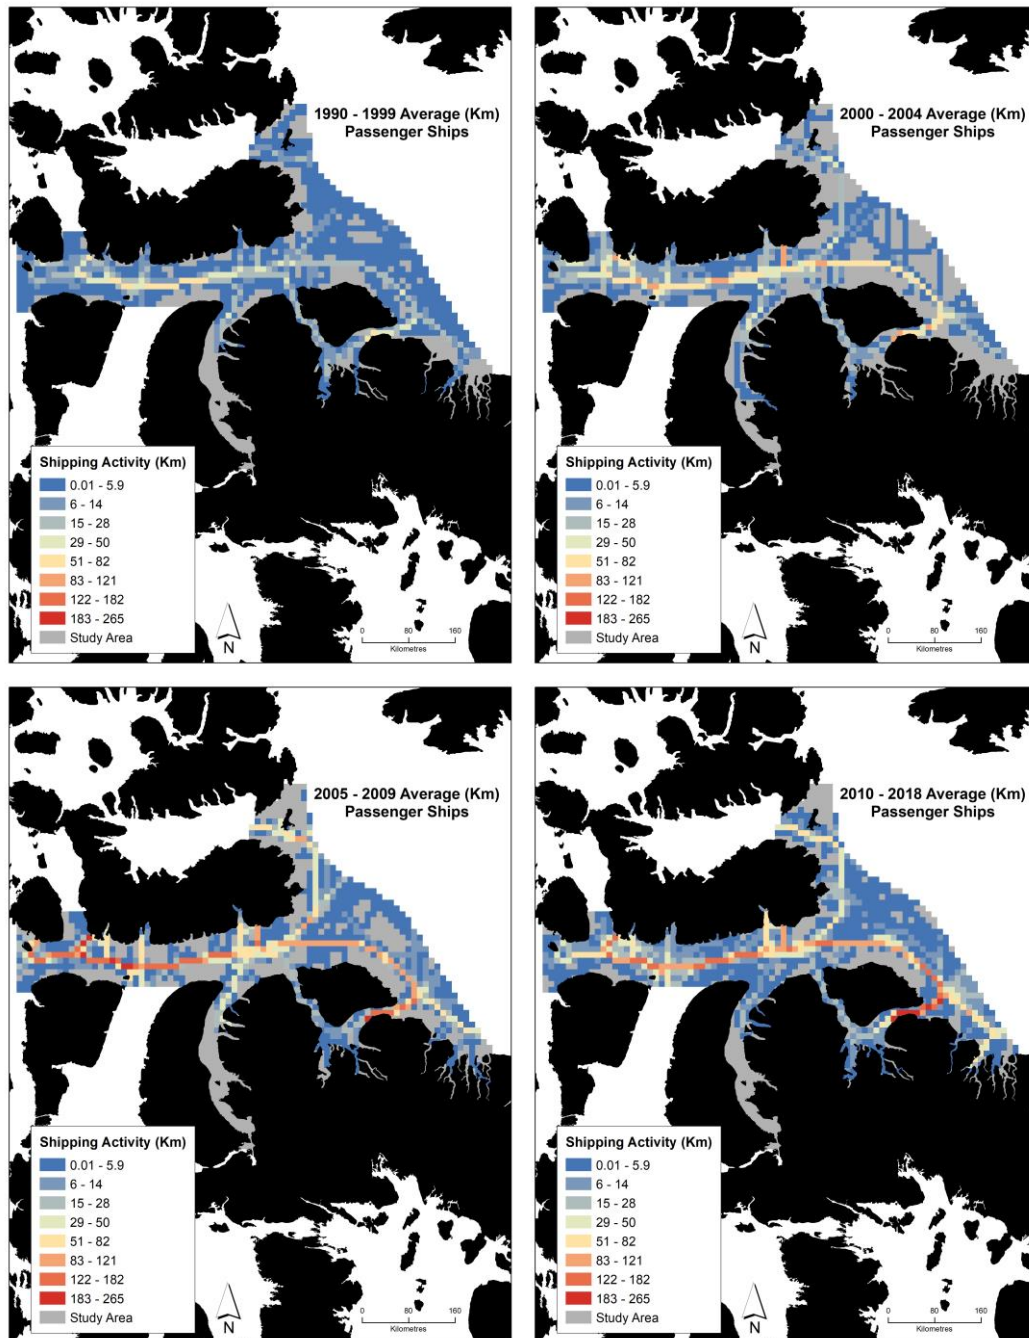 1990 - 1999 Average (Km)
Passenger Ships
Shipping Activity (Km)
0.01 - 5.9
6 - 14
15 - 28
29 - 50
51 - 82
83 - 121
122 - 182
183 - 265
Study Area
N
0 80 160
Kilometres
2000 - 2004 Average (Km)
Passenger Ships
Shipping Activity (Km)
0.01 - 5.9
6 - 14
15 - 28
29 - 50
51 - 82
83 - 121
122 - 182
183 - 265
Study Area
N
0 80 160
Kilometres
2005 - 2009 Average (Km)
Passenger Ships
Shipping Activity (Km)
0.01 - 5.9
6 - 14
15 - 28
29 - 50
51 - 82
83 - 121
122 - 182
183 - 265
Study Area
N
0 80 160
Kilometres
2010 - 2018 Average (Km)
Passenger Ships
Shipping Activity (Km)
0.01 - 5.9
6 - 14
15 - 28
29 - 50
51 - 82
83 - 121
122 - 182
183 - 265
Study Area
N
0 80 160
Kilometres